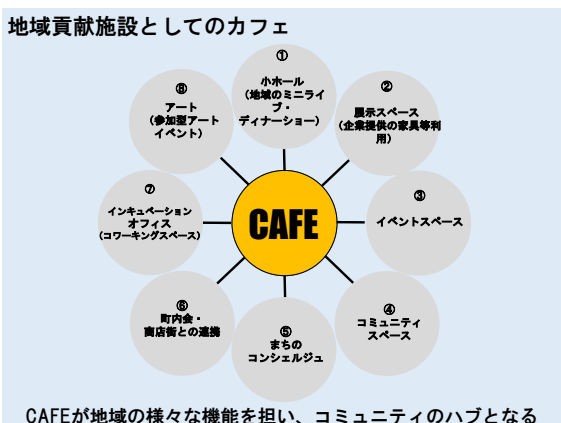 地域貢献施設としてのカフェ
①
小ホール
(地域のミニライ
ブ・
ディナーショー)
②
展示スペース
(企業提供の家具等利
用)
③
イベントスペース
④
コミュニティ
スペース
⑤
まちの
コンシェルジュ
⑥
町内会・
商店街との連携
⑦
インキュベーション
オフィス
(コワーキングスペース)
⑧
アート
(参加型アート
イベント)
CAFE
CAFEが地域の様々な機能を担い、コミュニティのハブとなる